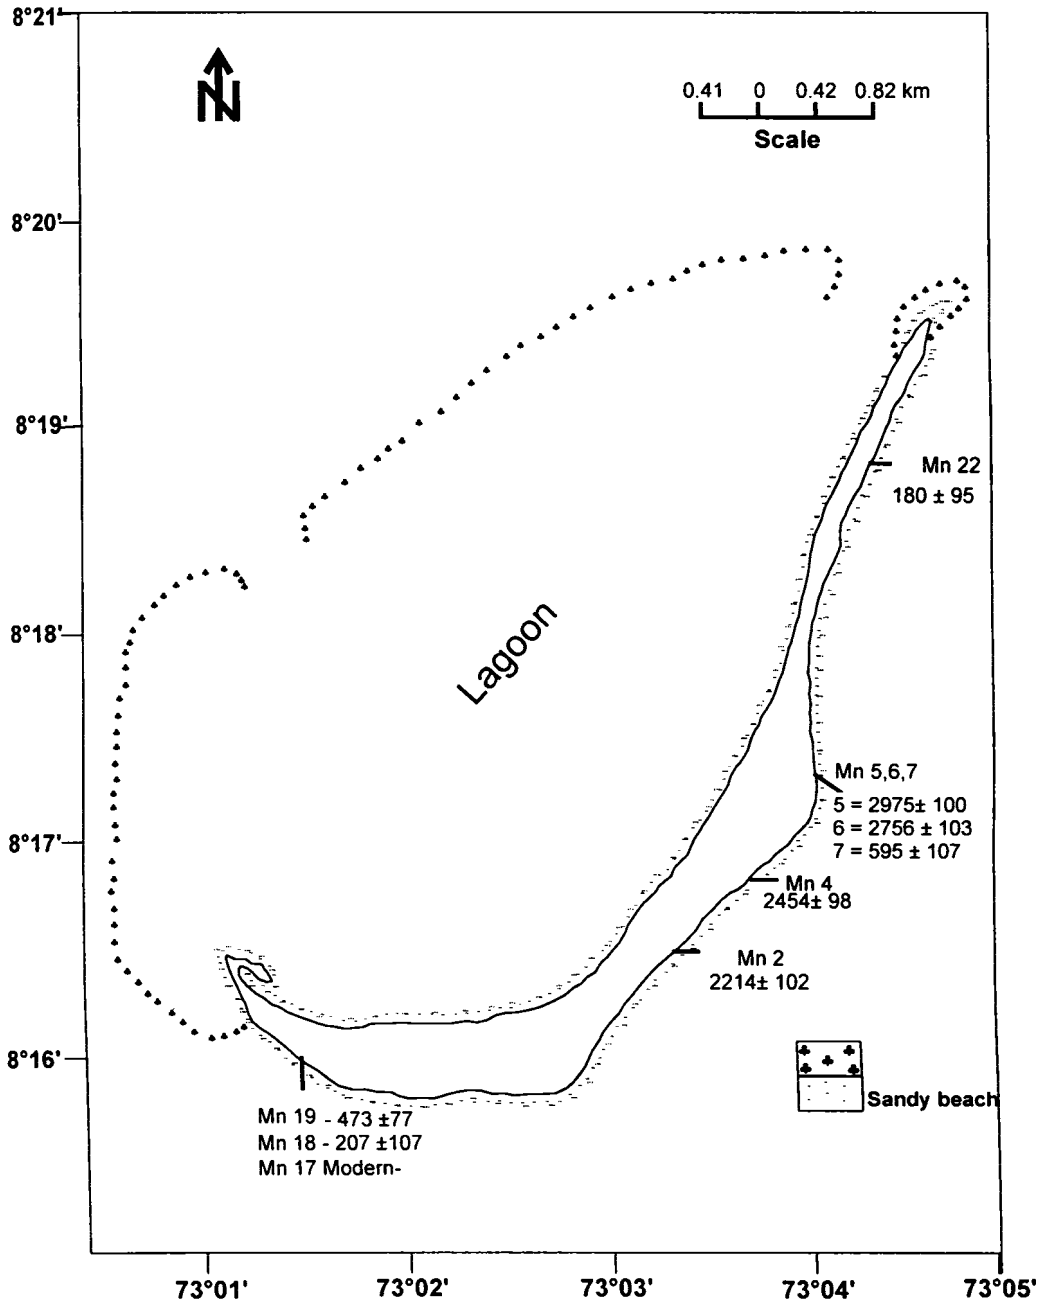 8°21'
N
0.41 0 0.42 0.82 km
Scale
8°20'
8°19'
Mn 22
180 ± 95
8°18'
Lagoon
Mn 5,6,7
5 = 2975± 100
6 = 2756 ± 103
7 = 595 ± 107
8°17'
Mn 4
2454± 98
Mn 2
2214± 102
8°16'
Sandy beach
Mn 19 - 473 ±77
Mn 18 - 207 ±107
Mn 17 Modern-
73°01' 73°02' 73°03' 73°04' 73°05'